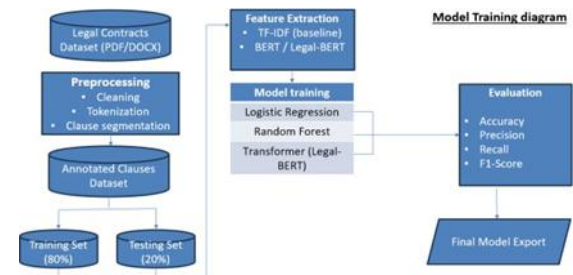 Model Training diagram
Legal Contracts
Dataset (PDF/DOCX)
Preprocessing
• Cleaning
• Tokenization
• Clause segmentation
Annotated Clauses
Dataset
Training Set
(80%)
Testing Set
(20%)
Feature Extraction
• TF-IDF (baseline)
• BERT / Legal-BERT
Model training
Logistic Regression
Random Forest
Transformer (Legal-
BERT)
Evaluation
• Accuracy
• Precision
• Recall
• F1-Score
Final Model Export